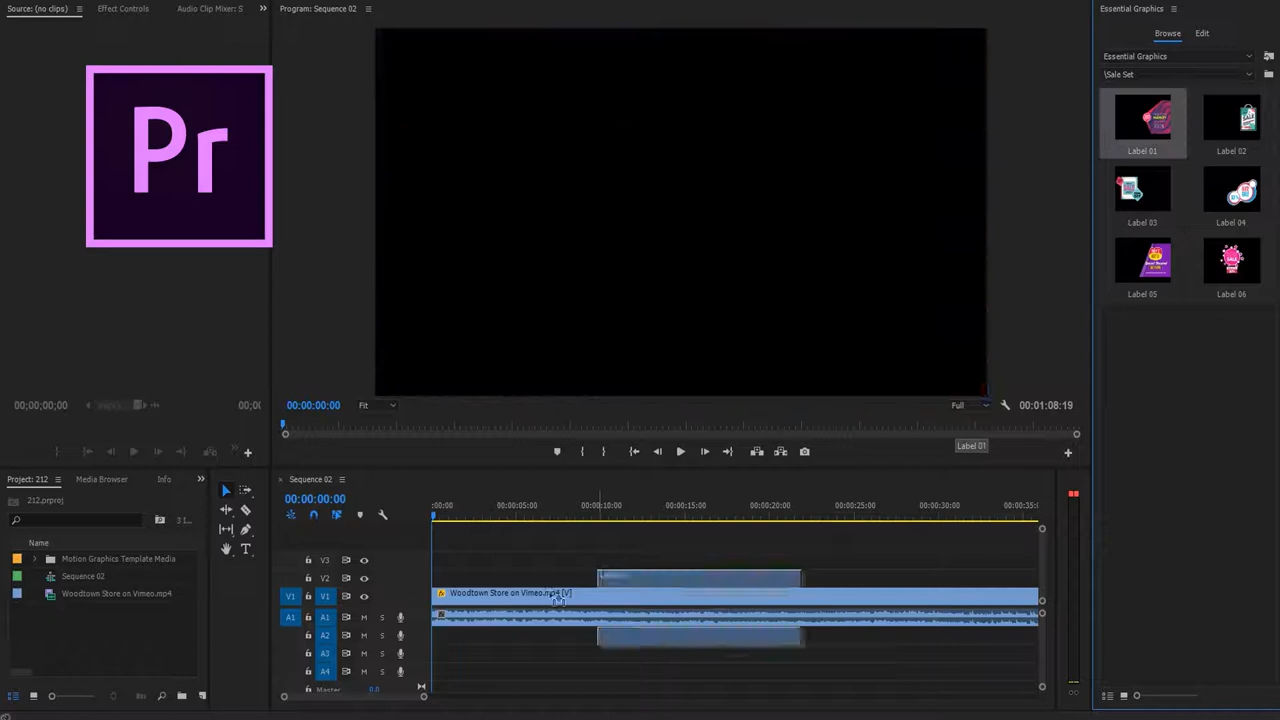 Source: (no clips)
Effect Controls
Audio Clip Mixer: S
Program: Sequence 02
Essential Graphics
Browse
Edit
Essential Graphics
\Sale Set
Pr
Label 01
Label 02
Label 03
Label 04
Label 05
Label 06
SALE
00;00;00;00
00;0
00:00:00:00
Fit
Full
00:01:08:19
Label 01
Project: 212
Media Browser
Info
212.prproj
3 1...
Name
Motion Graphics Template Media
Sequence 02
Woodtown Store on Vimeo.mp4
Sequence 02
00:00:00:00
:00:00
00:00:05:00
00:00:10:00
00:00:15:00
00:00:20:00
00:00:25:00
00:00:30:00
00:00:35:0
V3
V2
V1
V1
Woodtown Store on Vimeo.mp4 [V]
A1
A1
M
S
A2
M
S
A3
M
S
A4
M
S
Master
0.0